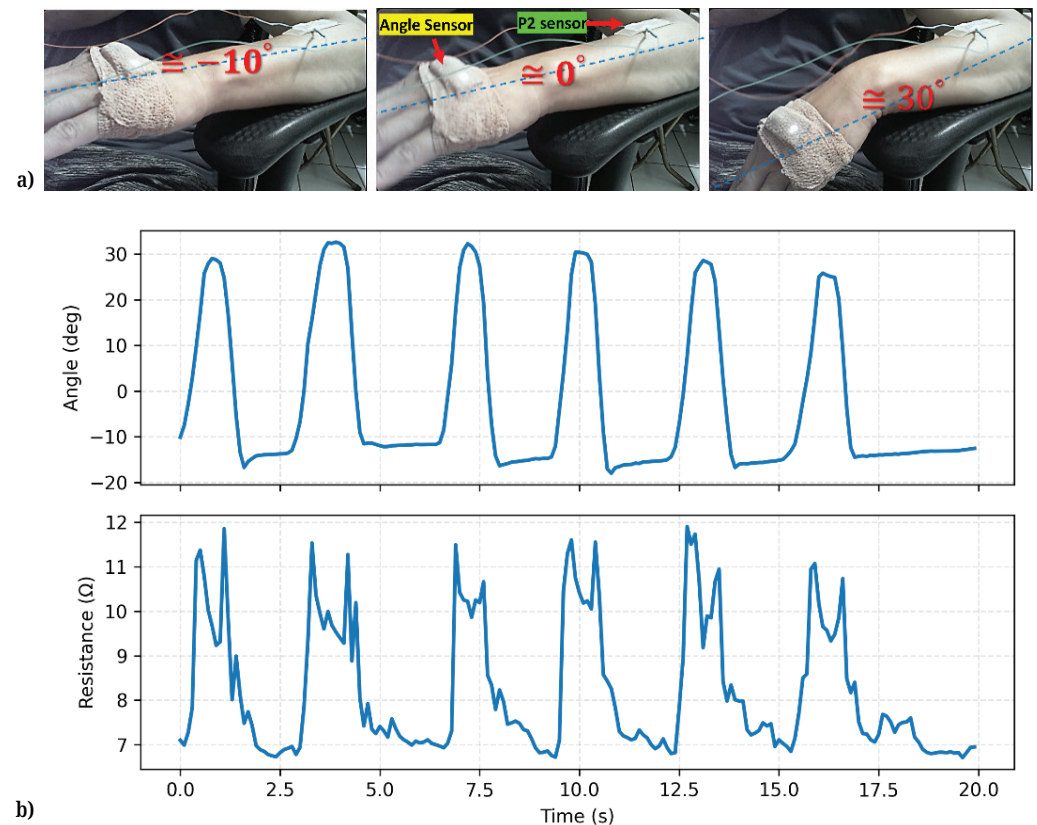 Angle Sensor
P2 sensor
≅ −10°
≅ 0°
≅ 30°
a)
30
20
10
0
−10
−20
Angle (deg)
12
11
10
9
8
7
Resistance (Ω)
0.0 2.5 5.0 7.5 10.0 12.5 15.0 17.5 20.0
Time (s)
b)